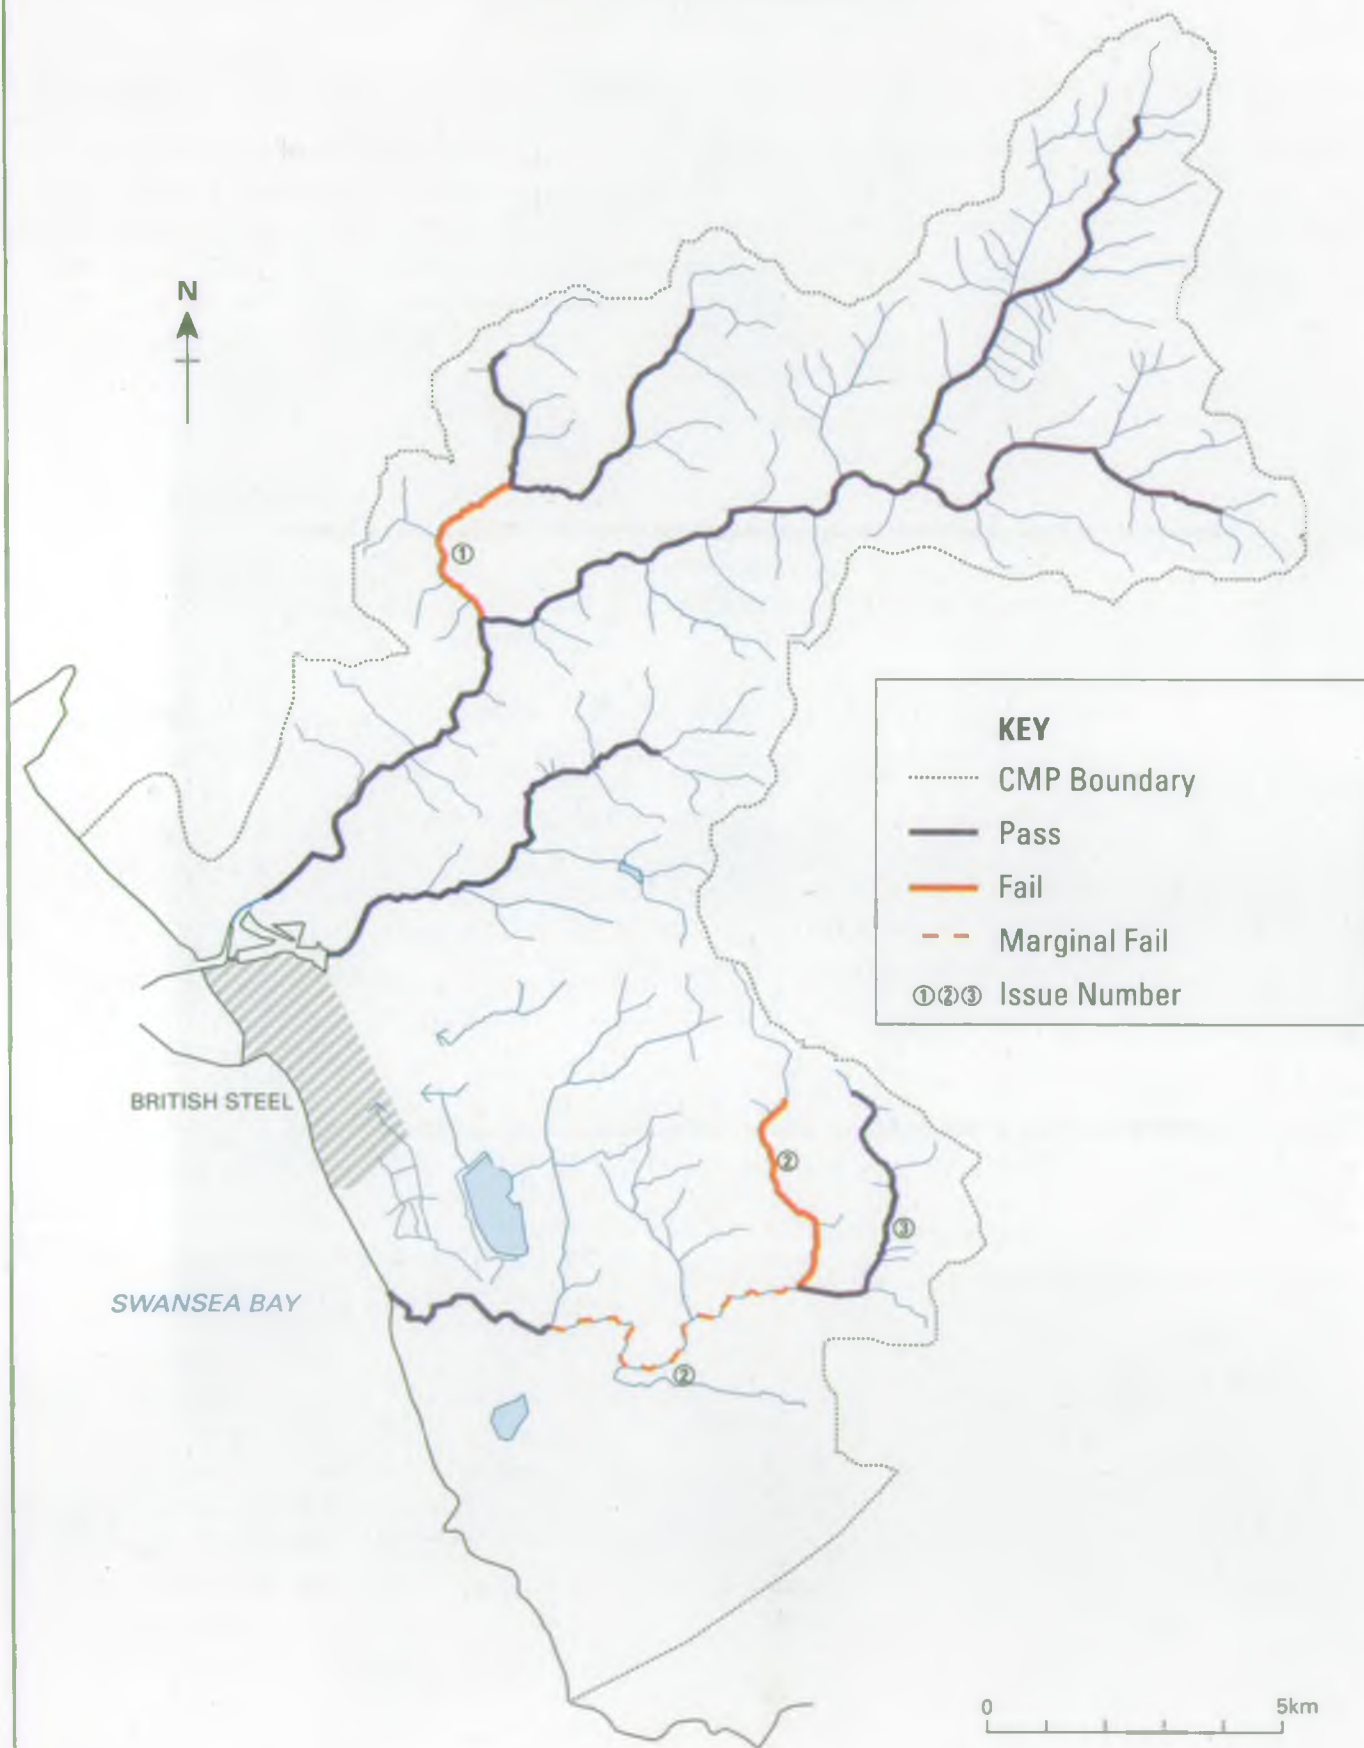 N
①
KEY
CMP Boundary
Pass
Fail
Marginal Fail
①②③ Issue Number
BRITISH STEEL
②
③
SWANSEA BAY
②
0 5km